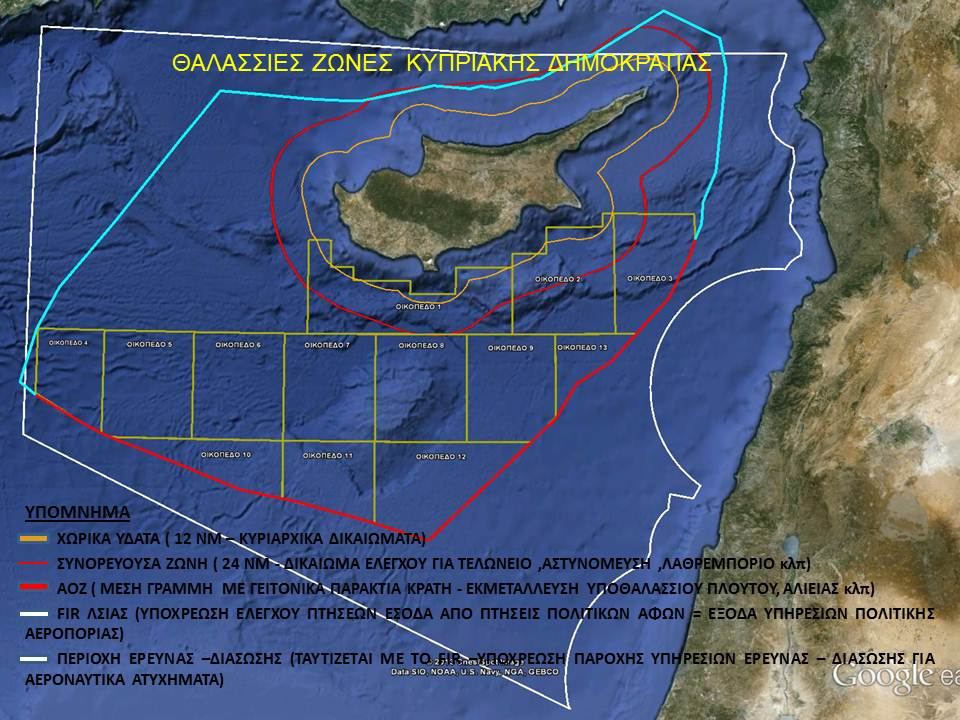 ΘΑΛΑΣΣΙΕΣ ΖΩΝΕΣ ΚΥΠΡΙΑΚΗΣ ΔΗΜΟΚΡΑΤΙΑΣ
ΟΙΚΟΠΕΔΟ 2
ΟΙΚΟΠΕΔΟ 3
ΟΙΚΟΠΕΔΟ 1
ΟΙΚΟΠΕΔΟ 4
ΟΙΚΟΠΕΔΟ 5
ΟΙΚΟΠΕΔΟ 6
ΟΙΚΟΠΕΔΟ 7
ΟΙΚΟΠΕΔΟ 8
ΟΙΚΟΠΕΔΟ 9
ΟΙΚΟΠΕΔΟ 13
ΟΙΚΟΠΕΔΟ 10
ΟΙΚΟΠΕΔΟ 11
ΟΙΚΟΠΕΔΟ 12
ΥΠΟΜΝΗΜΑ
ΧΩΡΙΚΑ ΥΔΑΤΑ ( 12 NM – ΚΥΡΙΑΡΧΙΚΑ ΔΙΚΑΙΩΜΑΤΑ)
ΣΥΝΟΡΕΥΟΥΣΑ ΖΩΝΗ ( 24 NM - ΔΙΚΑΙΩΜΑ ΕΛΕΓΧΟΥ ΓΙΑ ΤΕΛΩΝΕΙΟ ,ΑΣΤΥΝΟΜΕΥΣΗ ,ΛΑΘΡΕΜΠΟΡΙΟ κλπ)
ΑΟΖ ( ΜΕΣΗ ΓΡΑΜΜΗ ΜΕ ΓΕΙΤΟΝΙΚΑ ΠΑΡΑΚΤΙΑ ΚΡΑΤΗ - ΕΚΜΕΤΑΛΛΕΥΣΗ ΥΠΟΘΑΛΑΣΣΙΟΥ ΠΛΟΥΤΟΥ, ΑΛΙΕΙΑΣ κλπ)
FIR ΛΣΙΑΣ (ΥΠΟΧΡΕΩΣΗ ΕΛΕΓΧΟΥ ΠΤΗΣΕΩΝ ΕΣΟΔΑ ΑΠΟ ΠΤΗΣΕΙΣ ΠΟΛΙΤΙΚΩΝ ΑΦΩΝ = ΕΞΟΔΑ ΥΠΗΡΕΣΙΩΝ ΠΟΛΙΤΙΚΗΣ
ΑΕΡΟΠΟΡΙΑΣ)
ΠΕΡΙΟΧΗ ΕΡΕΥΝΑΣ –ΔΙΑΣΩΣΗΣ (ΤΑΥΤΙΖΕΤΑΙ ΜΕ ΤΟ FIR –ΥΠΟΧΡΕΩΣΗ ΠΑΡΟΧΗΣ ΥΠΗΡΕΣΙΩΝ ΕΡΕΥΝΑΣ – ΔΙΑΣΩΣΗΣ ΓΙΑ
ΑΕΡΟΝΑΥΤΙΚΑ ΑΤΥΧΗΜΑΤΑ)
Data SIO, NOAA, U.S. Navy, NGA, GEBCO
Google ea